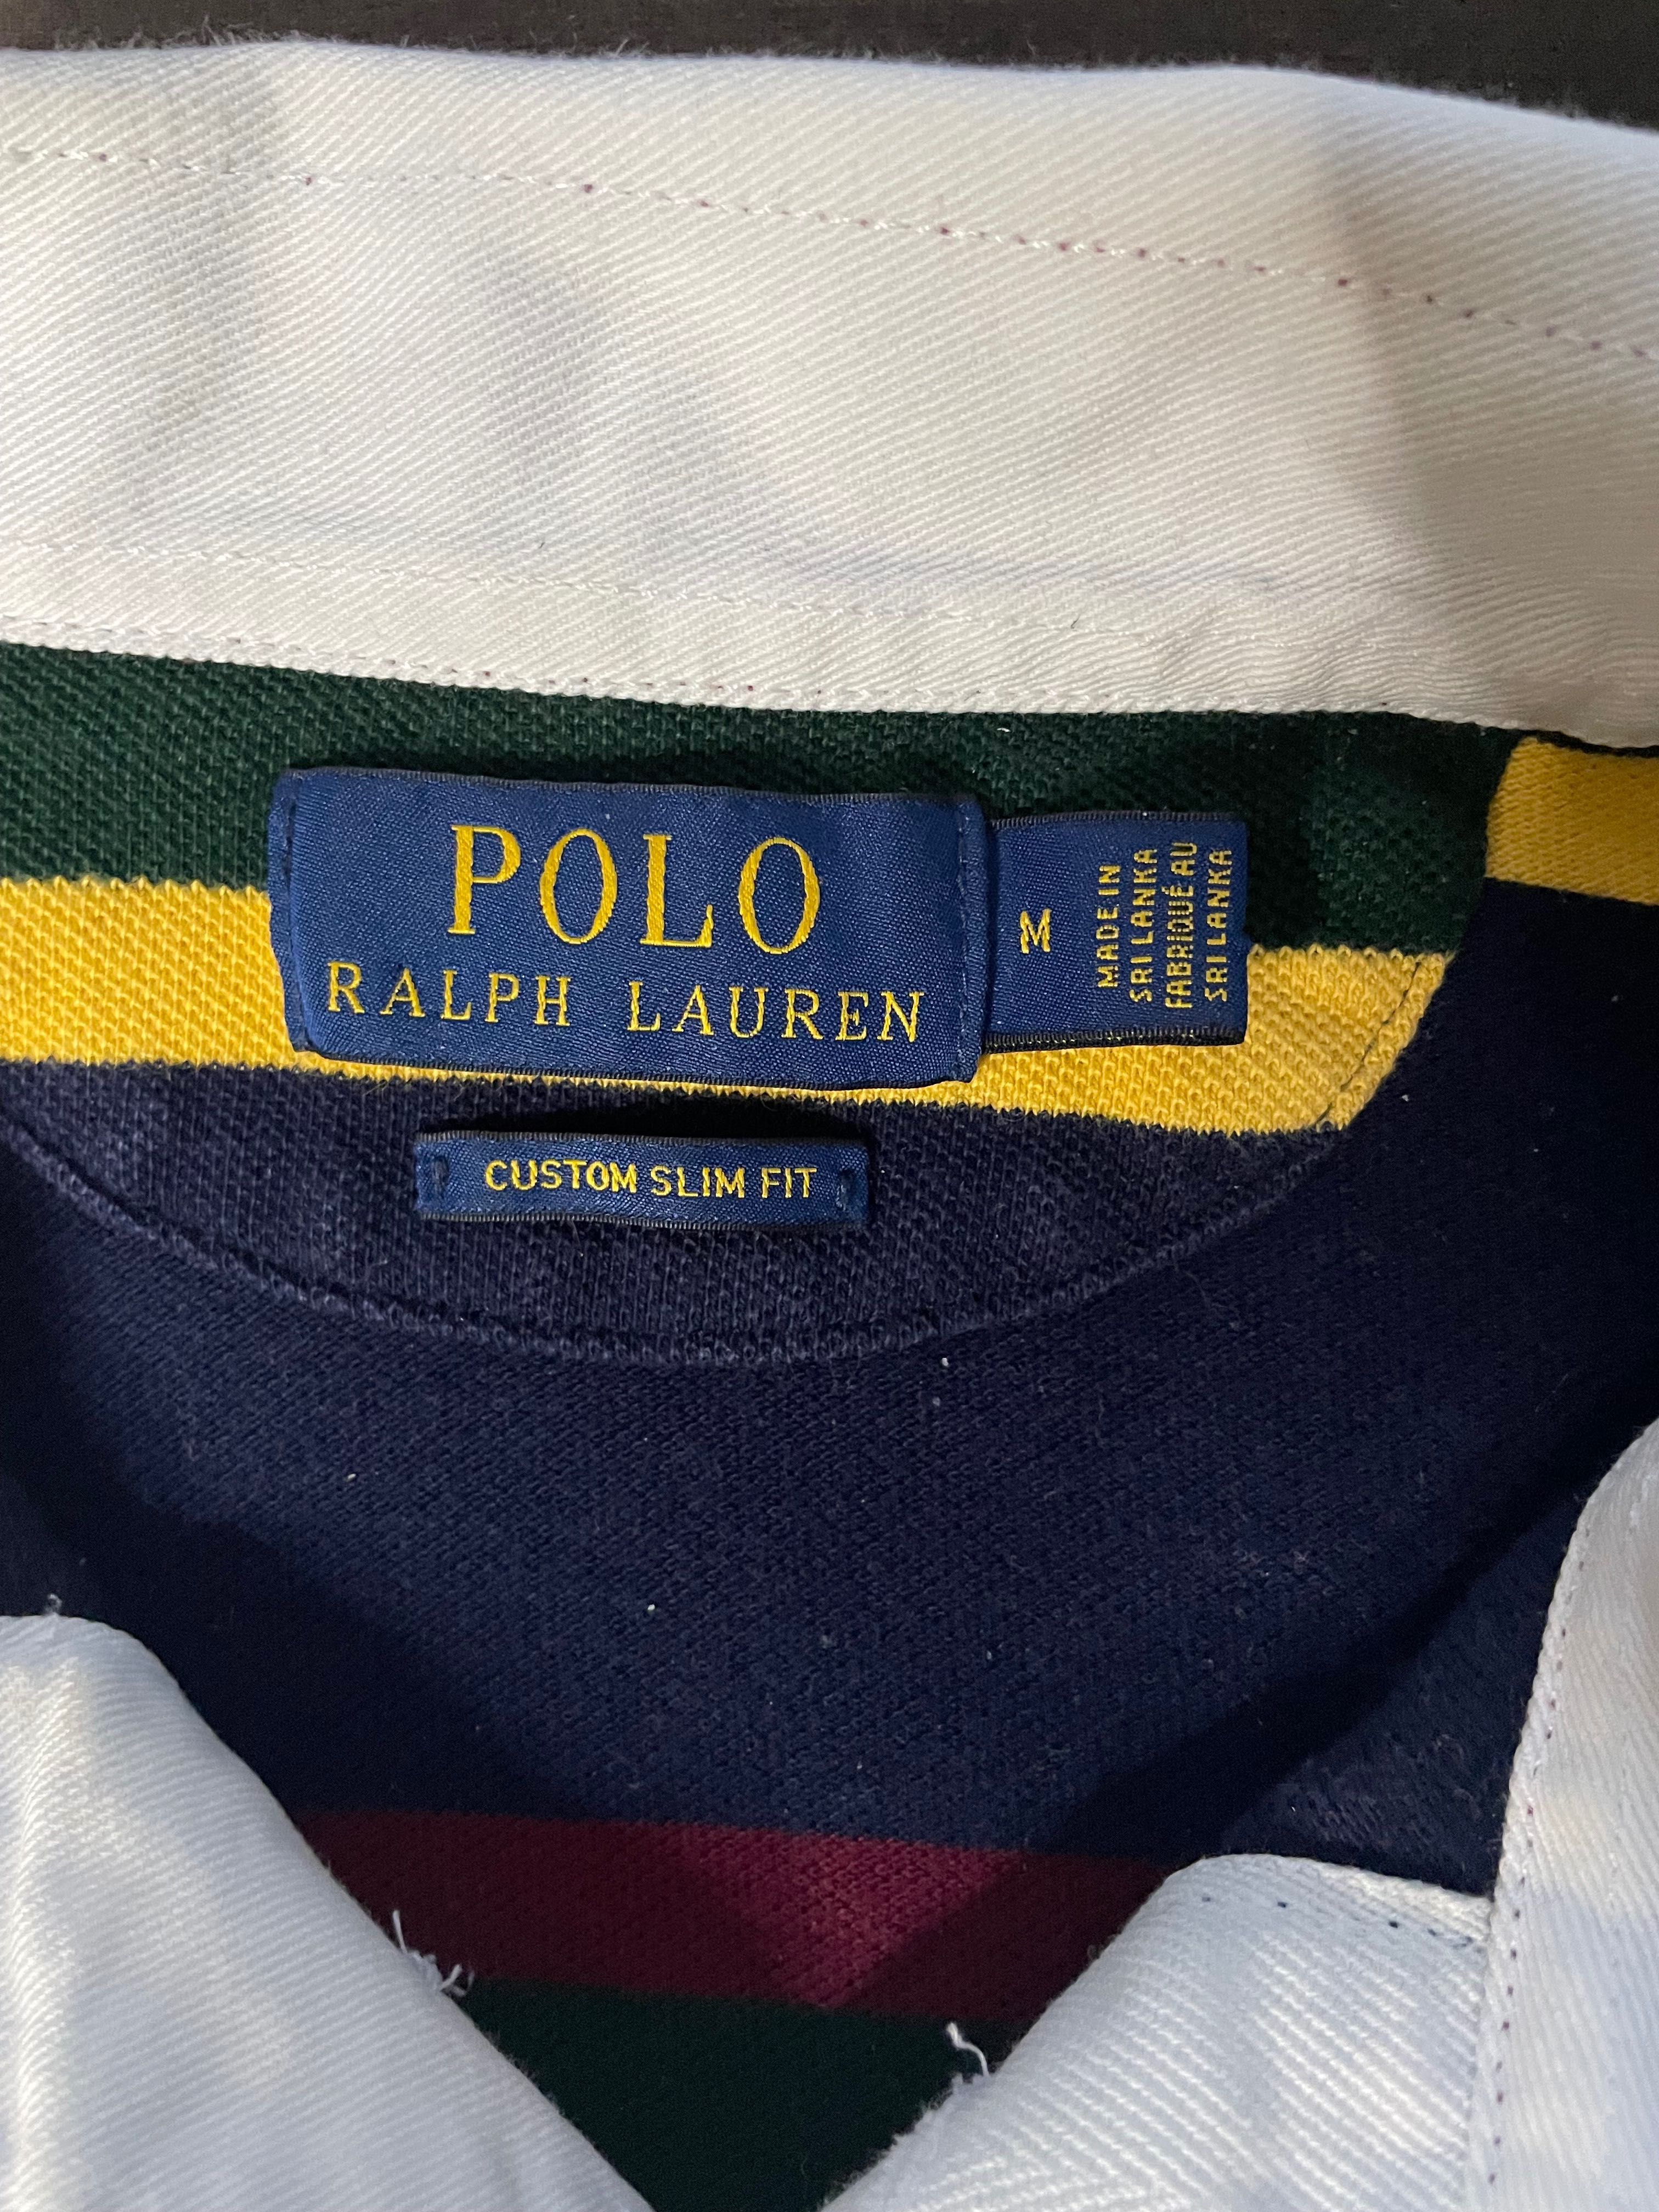 POLO
RALPH LAUREN
M
MADE IN
SRI LANKA
FABRIQUÉ AU
SRI LANKA
CUSTOM SLIM FIT